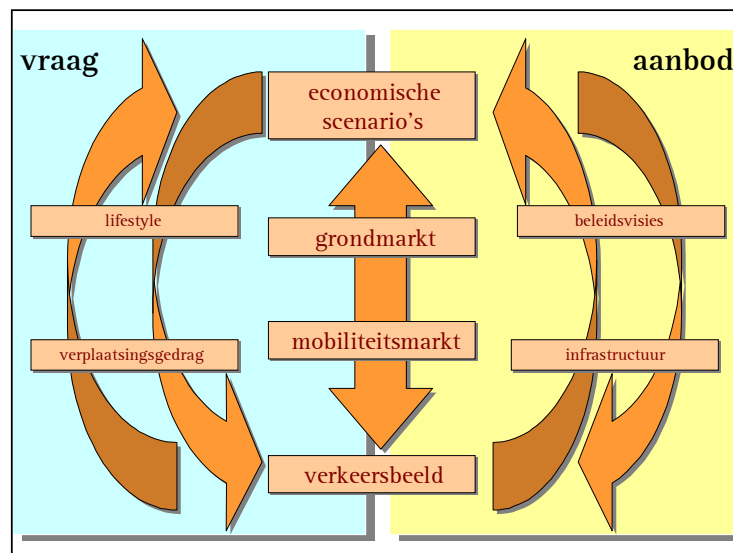 vraag
aanbod
economische
scenario's
lifestyle
grondmarkt
beleidsvisies
verplaatsingsgedrag
mobiliteitsmarkt
infrastructuur
verkeersbeeld